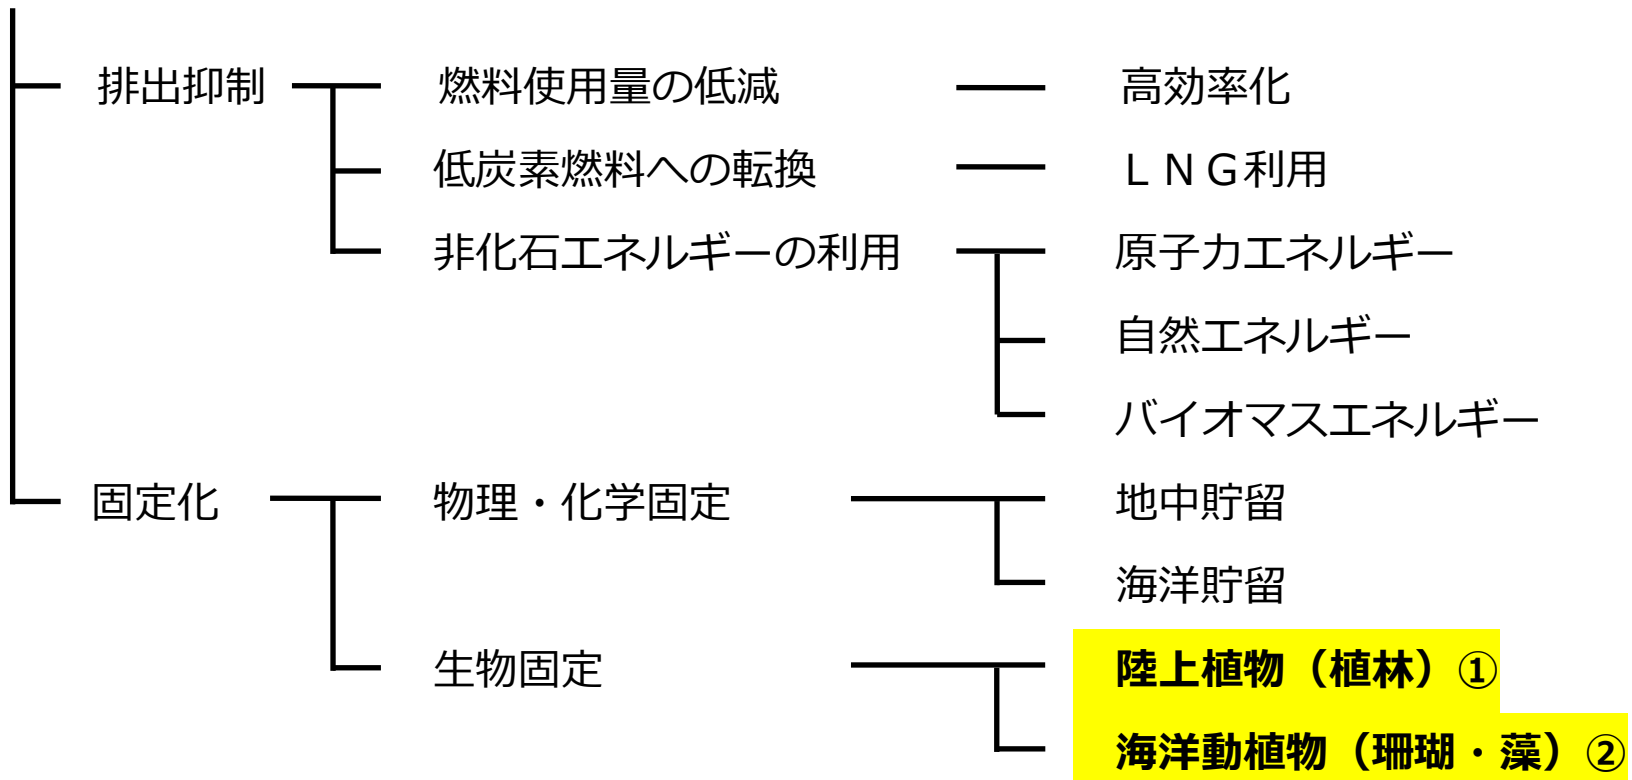 排出抑制 燃料使用量の低減 高効率化
低炭素燃料への転換 ＬＮＧ利用
非化石エネルギーの利用 原子力エネルギー
自然エネルギー
バイオマスエネルギー
固定化 物理・化学固定 地中貯留
海洋貯留
生物固定 陸上植物（植林）①
海洋動植物（珊瑚・藻）②